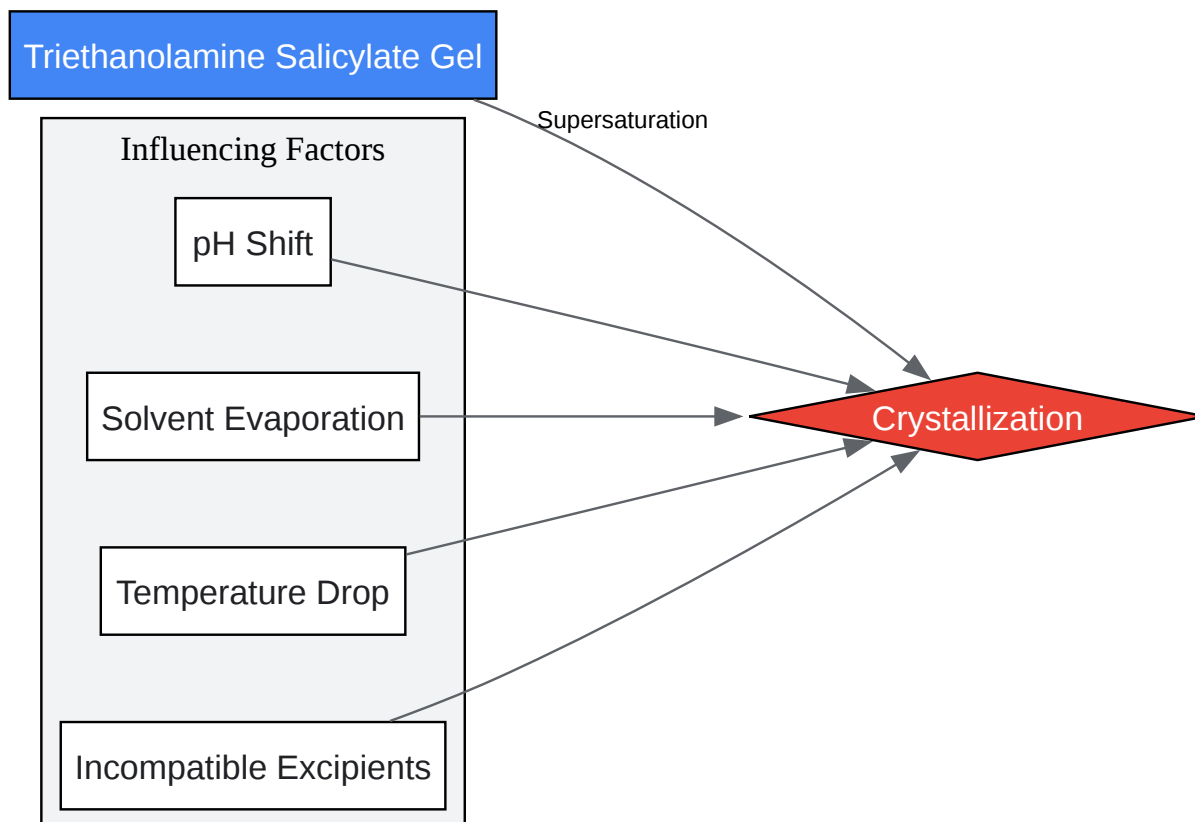 Triethanolamine Salicylate Gel
Supersaturation
Influencing Factors
pH Shift
Solvent Evaporation
Crystallization
Temperature Drop
Incompatible Excipients